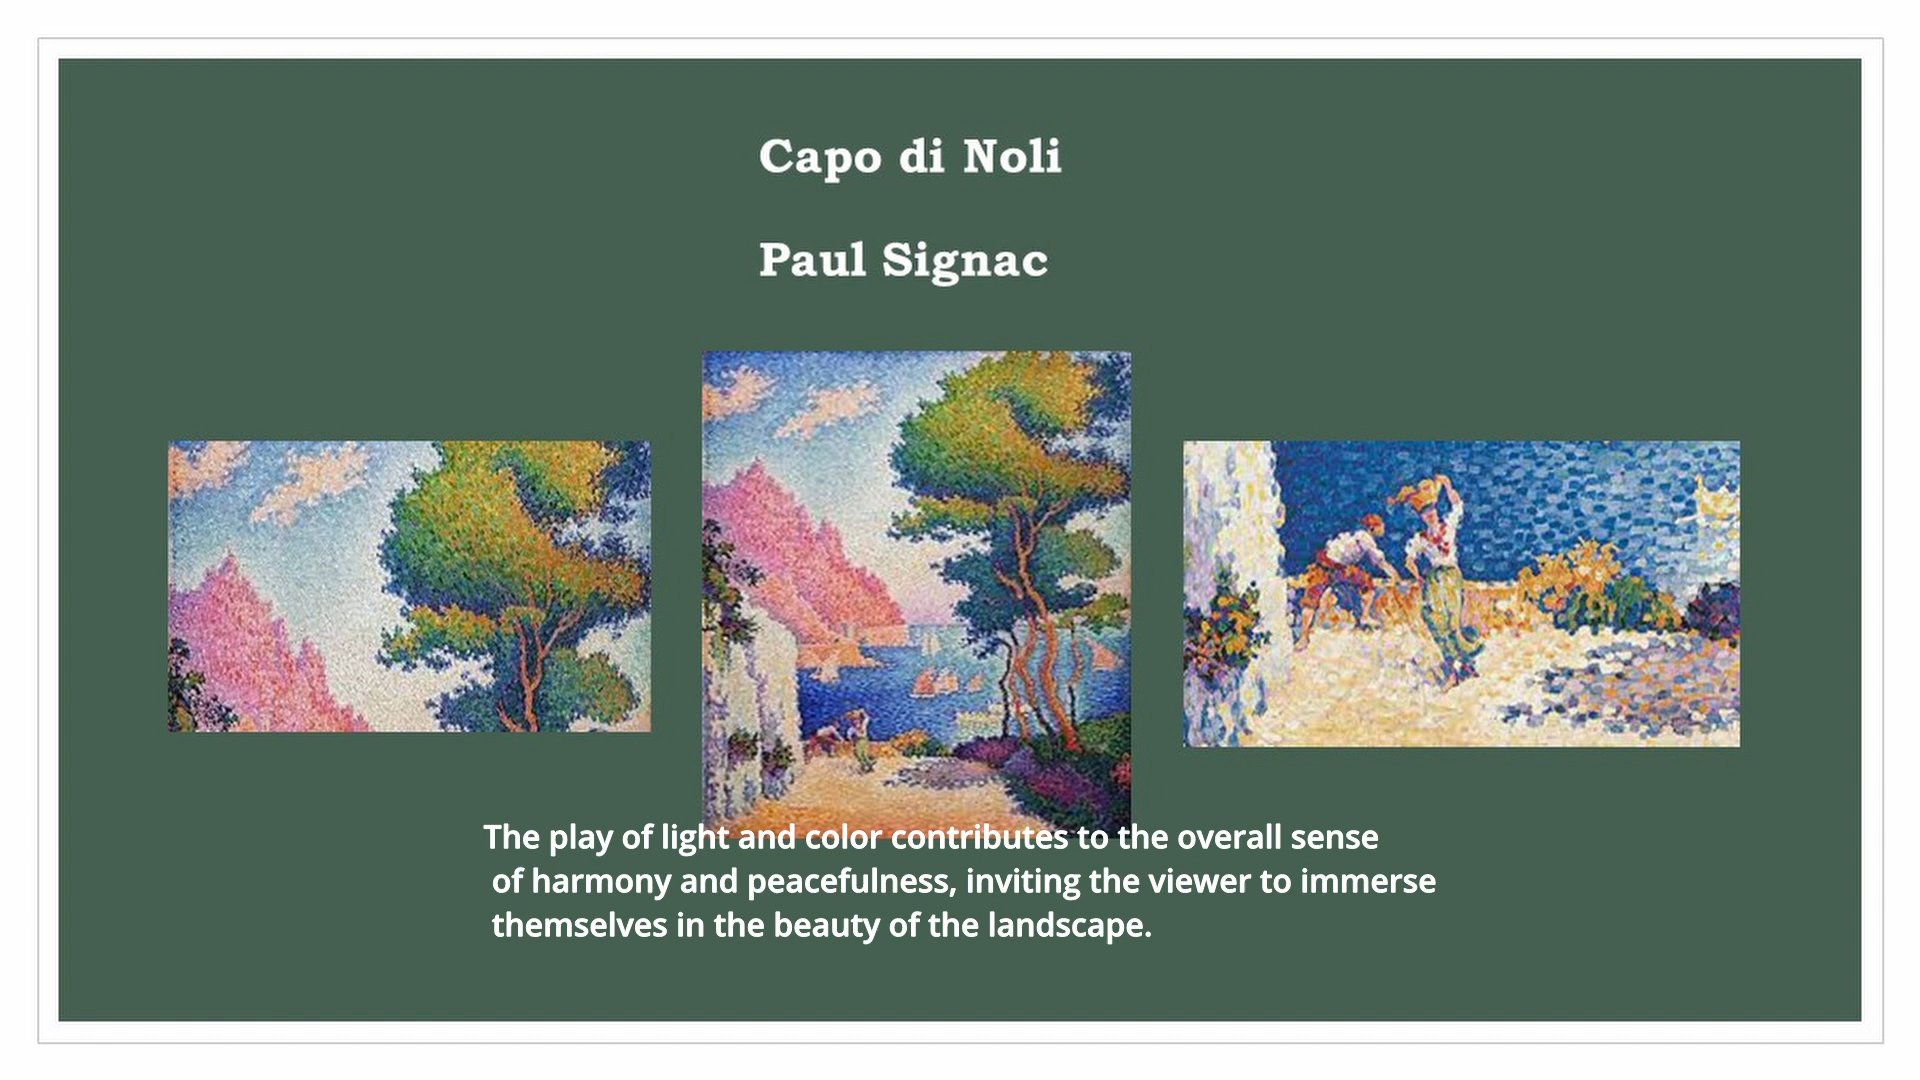 Capo di Noli
Paul Signac
The play of light and color contributes to the overall sense
of harmony and peacefulness, inviting the viewer to immerse
themselves in the beauty of the landscape.